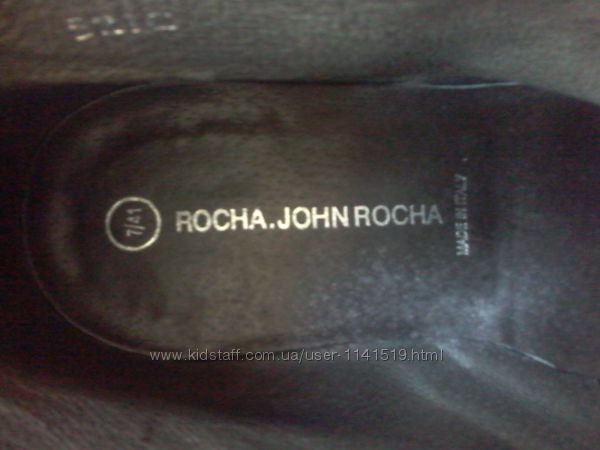 7/41
ROCHA.JOHN ROCHA
MADE IN ITALY
www.kidstaff.com.ua/user-1141519.html